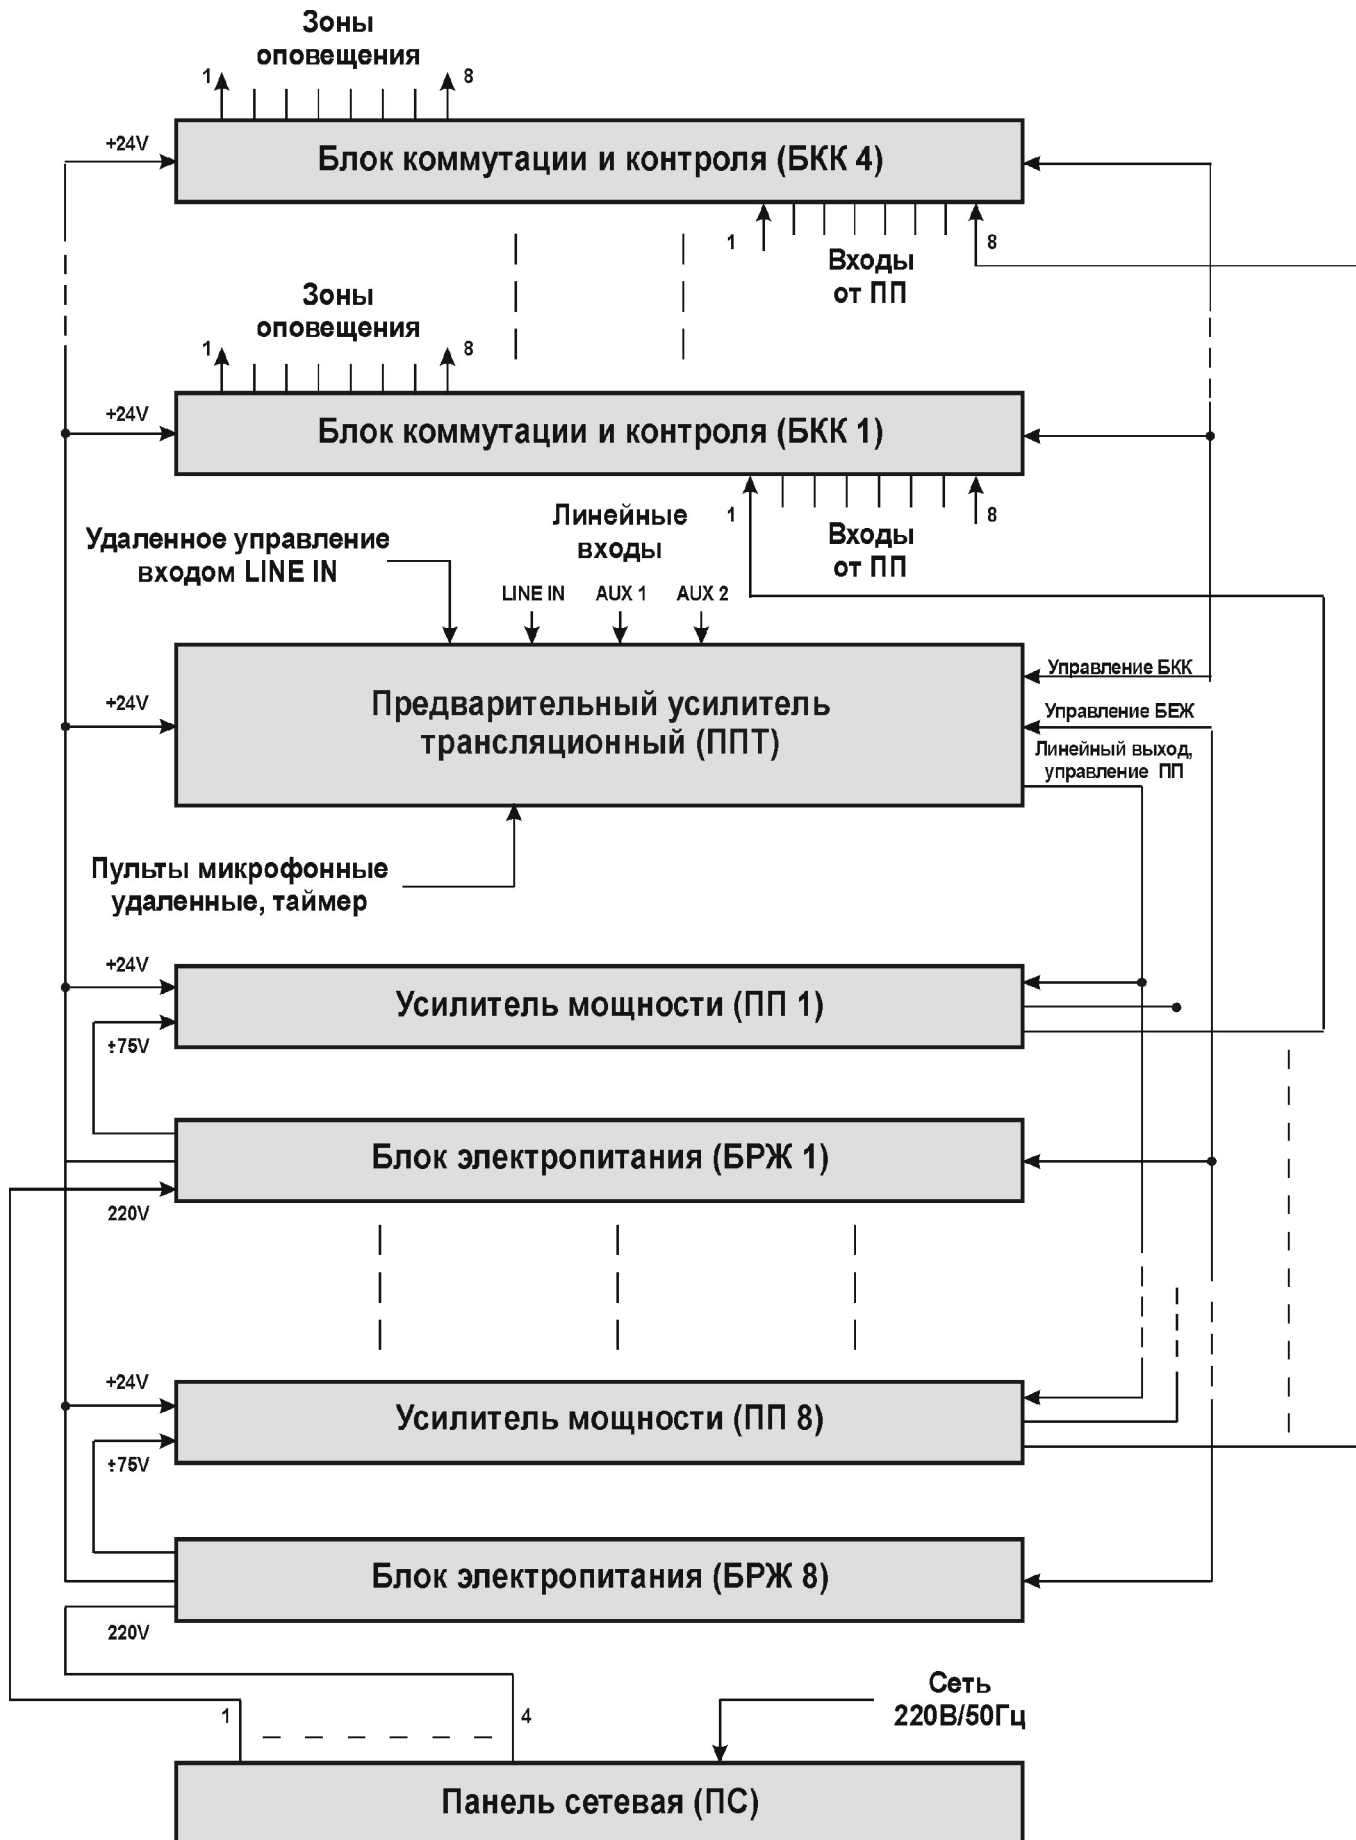 Зоны
оповещения
1
8
+24V
Блок коммутации и контроля (БКК 4)
1
8
Входы
от ПП
Зоны
оповещения
1
8
+24V
Блок коммутации и контроля (БКК 1)
1
8
Входы
от ПП
Линейные
входы
Удаленное управление
входом LINE IN
LINE IN
AUX 1
AUX 2
+24V
Предварительный усилитель
трансляционный (ППТ)
Управление БКК
Управление БЕЖ
Линейный выход,
управление ПП
Пульты микрофонные
удаленные, таймер
+24V
Усилитель мощности (ПП 1)
±75V
Блок электропитания (БРЖ 1)
220V
+24V
Усилитель мощности (ПП 8)
±75V
Блок электропитания (БРЖ 8)
220V
Сеть
220В/50Гц
1
4
Панель сетевая (ПС)